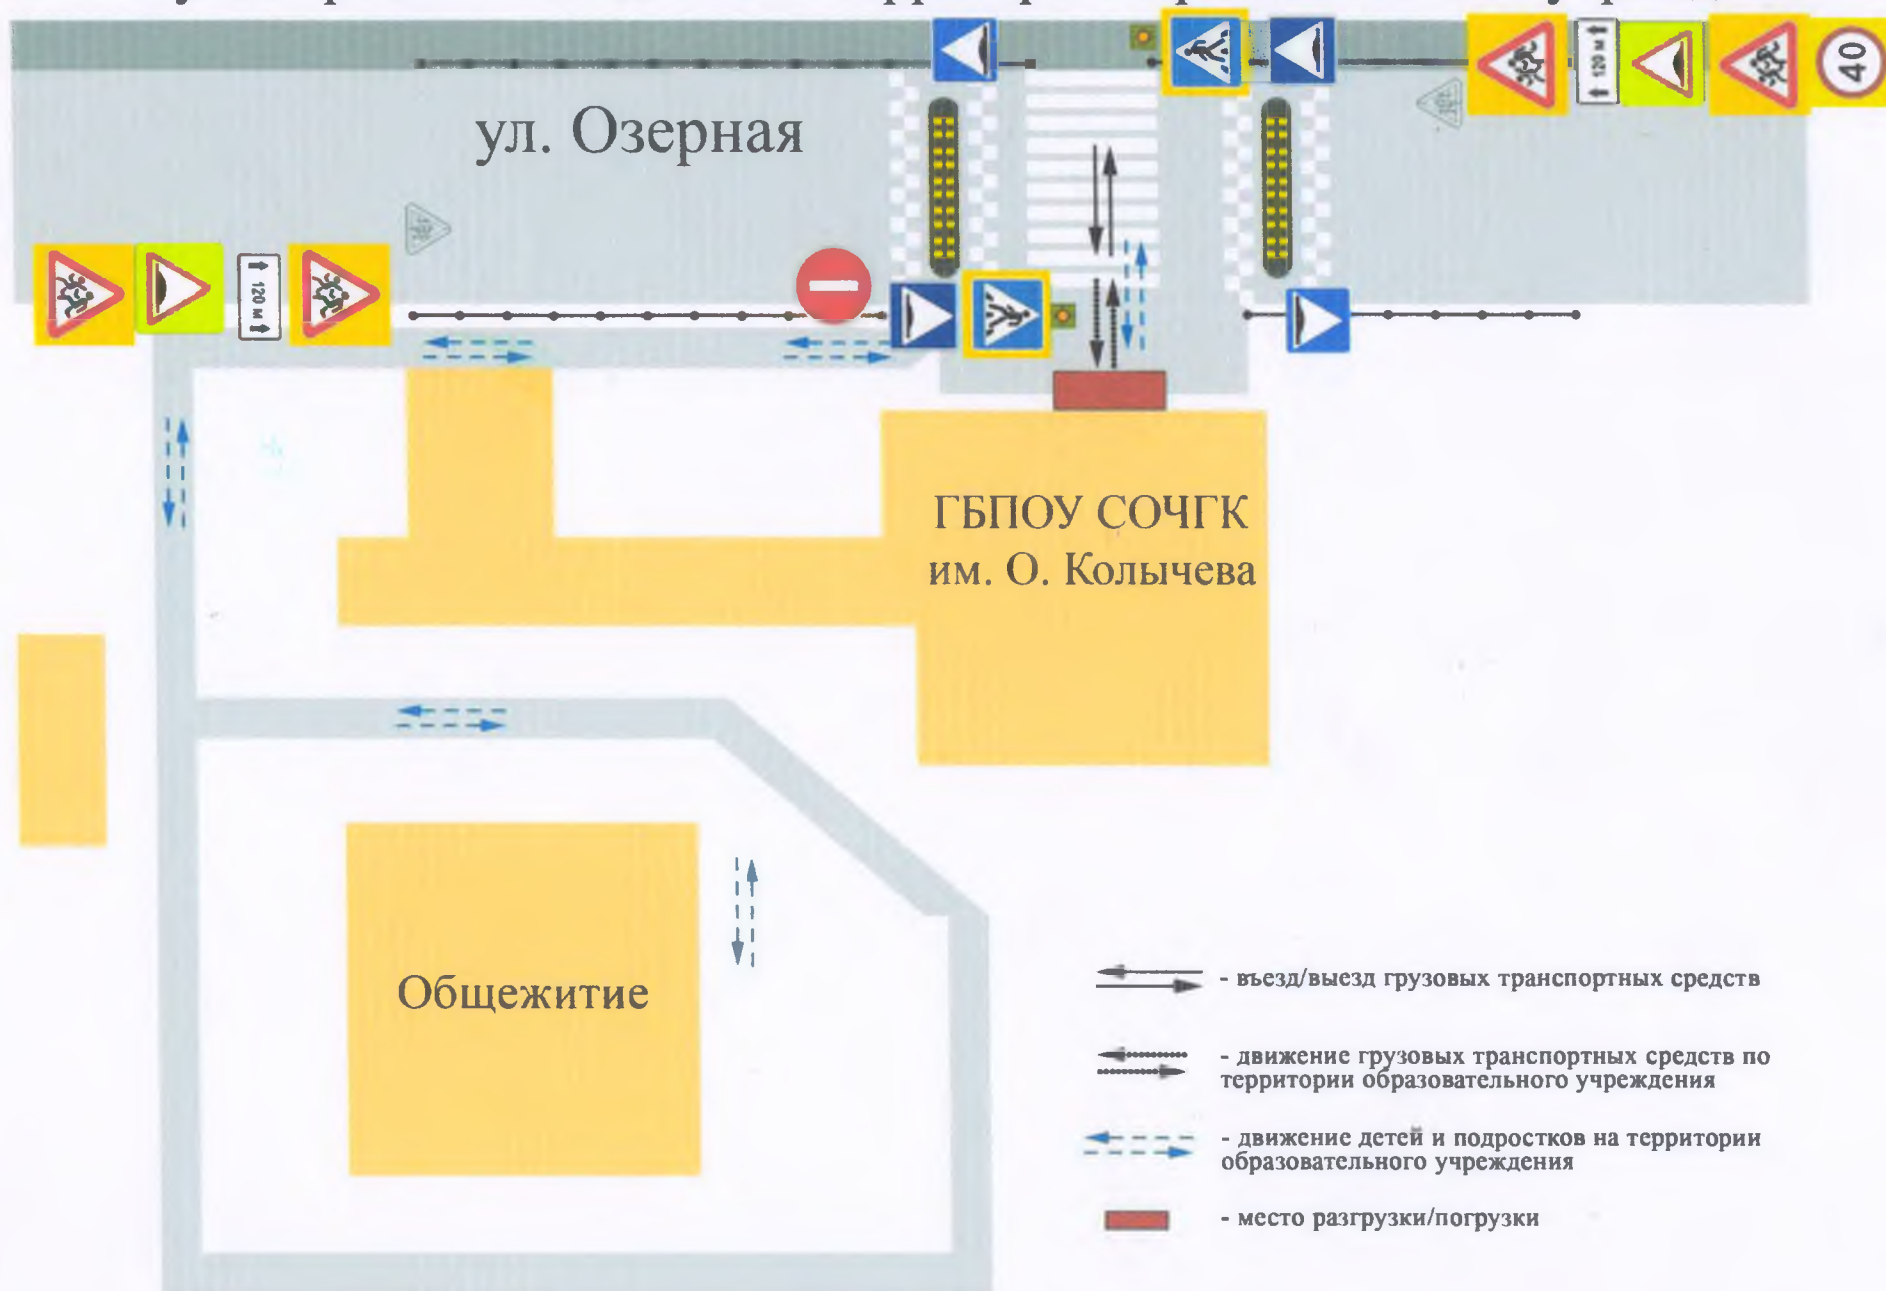 ул. Озерная
120 м
40
120 м
ГБПОУ СОЧГК
им. О. Колычева
Общежитие
- въезд/выезд грузовых транспортных средств
- движение грузовых транспортных средств по
территории образовательного учреждения
- движение детей и подростков на территории
образовательного учреждения
- место разгрузки/погрузки